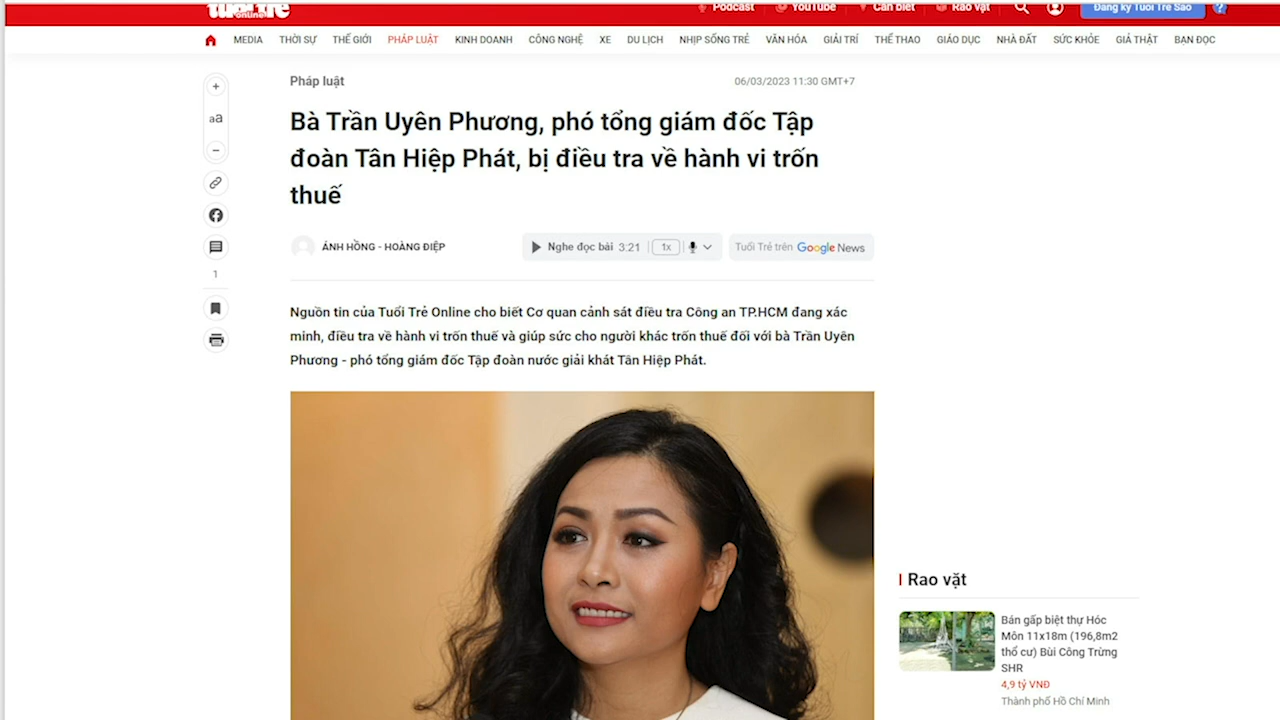 tuổi trẻ
online
Podcast YouTube Cần biết Rao vặt Đăng ký Tuổi Trẻ Sao ?
MEDIA THỜI SỰ THẾ GIỚI PHÁP LUẬT KINH DOANH CÔNG NGHỆ XE DU LỊCH NHỊP SỐNG TRẺ VĂN HÓA GIẢI TRÍ THỂ THAO GIÁO DỤC NHÀ ĐẤT SỨC KHỎE GIẢ THẬT BẠN ĐỌC
+
aa
−
1
Pháp luật 06/03/2023 11:30 GMT+7
Bà Trần Uyên Phương, phó tổng giám đốc Tập
đoàn Tân Hiệp Phát, bị điều tra về hành vi trốn
thuế
ÁNH HỒNG - HOÀNG ĐIỆP Nghe đọc bài 3:21 1x Tuổi Trẻ trên Google News
Nguồn tin của Tuổi Trẻ Online cho biết Cơ quan cảnh sát điều tra Công an TP.HCM đang xác
minh, điều tra về hành vi trốn thuế và giúp sức cho người khác trốn thuế đối với bà Trần Uyên
Phương - phó tổng giám đốc Tập đoàn nước giải khát Tân Hiệp Phát.
Rao vặt
Bán gấp biệt thự Hóc
Môn 11x18m (196,8m2
thổ cư) Bùi Công Trừng
SHR
4,9 tỷ VNĐ
Thành phố Hồ Chí Minh